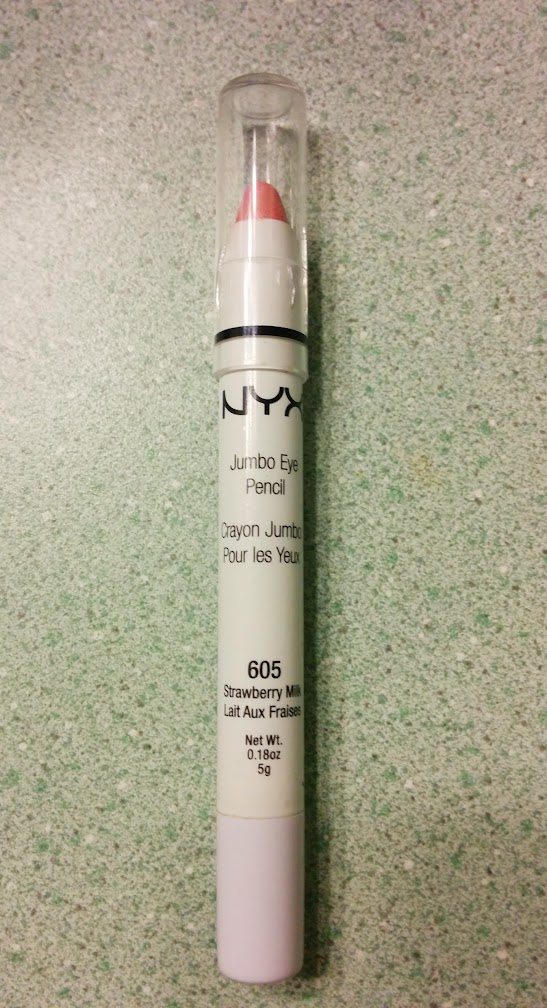 NYX
Jumbo Eye
Pencil
Crayon Jumbo
Pour les Yeux
605
Strawberry Milk
Lait Aux Fraises
Net Wt.
0.18oz
5g